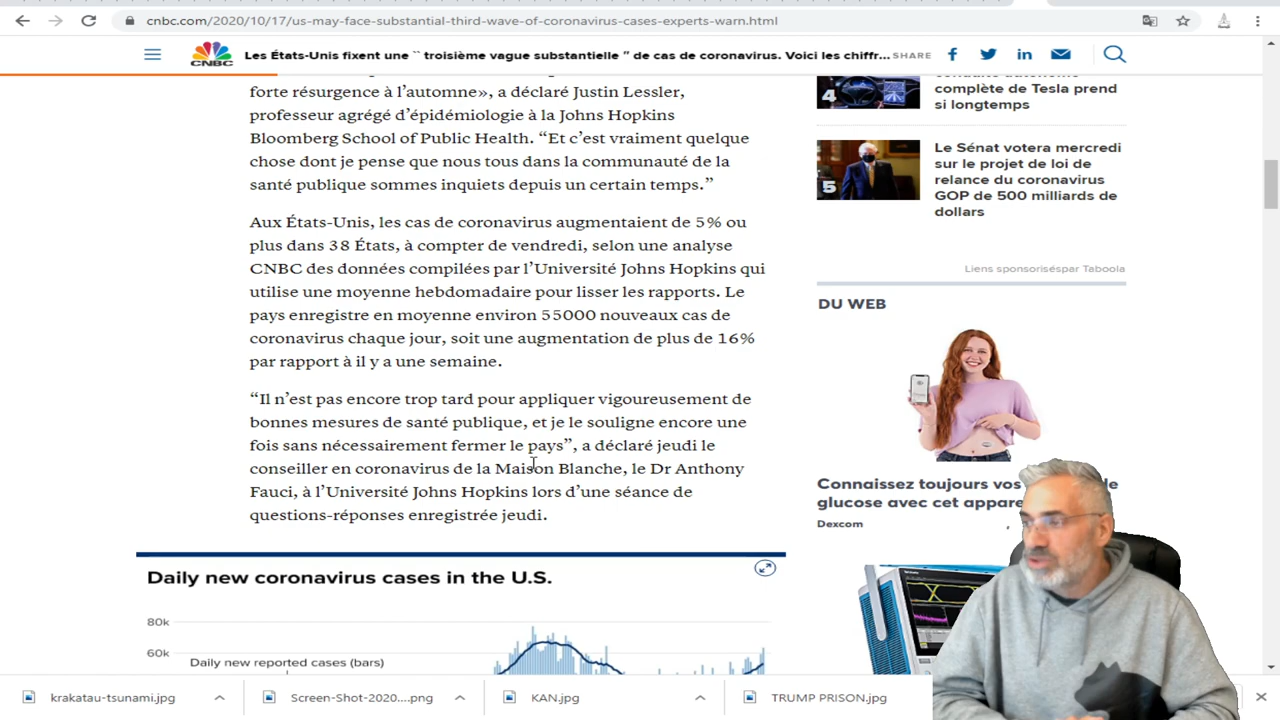 cnbc.com/2020/10/17/us-may-face-substantial-third-wave-of-coronavirus-cases-experts-warn.html
CNBC
Les États-Unis fixent une `` troisième vague substantielle '' de cas de coronavirus. Voici les chiffr...
SHARE
forte résurgence à l'automne», a déclaré Justin Lessler,
professeur agrégé d'épidémiologie à la Johns Hopkins
Bloomberg School of Public Health. “Et c'est vraiment quelque
chose dont je pense que nous tous dans la communauté de la
santé publique sommes inquiets depuis un certain temps.”
Aux États-Unis, les cas de coronavirus augmentaient de 5% ou
plus dans 38 États, à compter de vendredi, selon une analyse
CNBC des données compilées par l'Université Johns Hopkins qui
utilise une moyenne hebdomadaire pour lisser les rapports. Le
pays enregistre en moyenne environ 55000 nouveaux cas de
coronavirus chaque jour, soit une augmentation de plus de 16%
par rapport à il y a une semaine.
“Il n'est pas encore trop tard pour appliquer vigoureusement de
bonnes mesures de santé publique, et je le souligne encore une
fois sans nécessairement fermer le pays”, a déclaré jeudi le
conseiller en coronavirus de la Maison Blanche, le Dr Anthony
Fauci, à l'Université Johns Hopkins lors d'une séance de
questions-réponses enregistrée jeudi.
Daily new coronavirus cases in the U.S.
80k
60k
Daily new reported cases (bars)
4
complète de Tesla prend
si longtemps
5
Le Sénat votera mercredi
sur le projet de loi de
relance du coronavirus
GOP de 500 milliards de
dollars
Liens sponsoriséspar Taboola
DU WEB
Connaissez toujours vos
glucose avec cet appare
Dexcom
krakatau-tsunami.jpg
Screen-Shot-2020....png
KAN.jpg
TRUMP PRISON.jpg